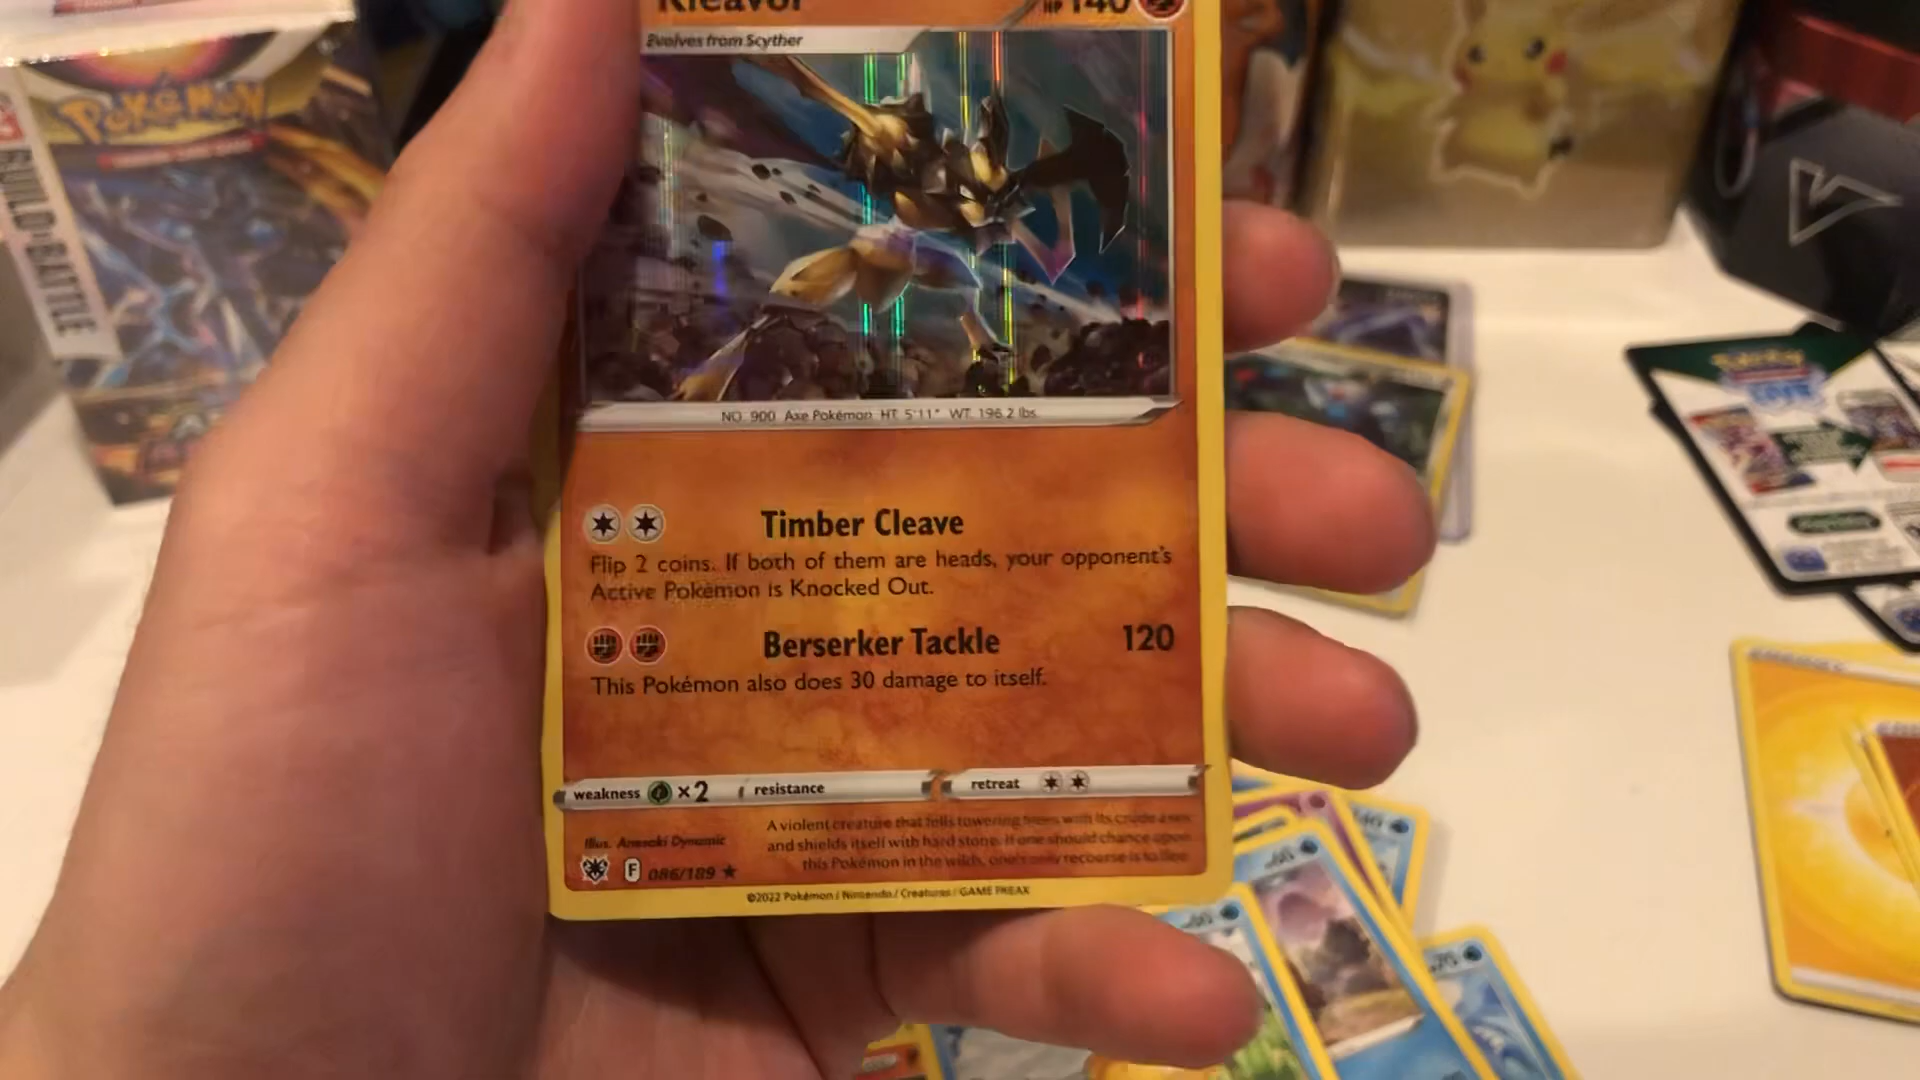 Kleavor HP 140
Evolves from Scyther
POKÉMON
BUILD & BATTLE
NO. 900 Axe Pokémon HT: 5'11" WT: 196.2 lbs.
Timber Cleave
Flip 2 coins. If both of them are heads, your opponent's
Active Pokémon is Knocked Out.
Berserker Tackle 120
This Pokémon also does 30 damage to itself.
weakness ×2 resistance retreat
Illus. Anesaki Dynamic
A violent creature that fells towering trees with its crude axes
and shields itself with hard stone. If one should chance upon
this Pokémon in the wilds, one's only recourse is to flee.
F 086/189
©2022 Pokémon / Nintendo / Creatures / GAME FREAK